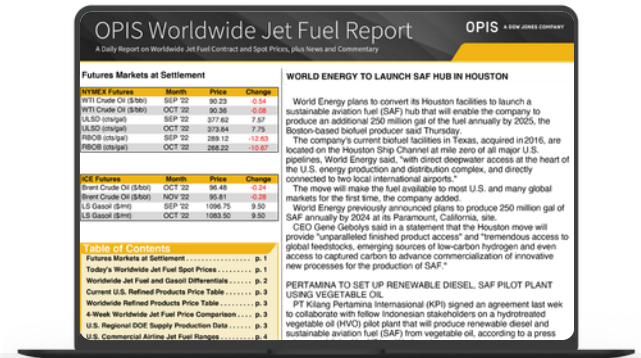 OPIS Worldwide Jet Fuel Report
A Daily Report on Worldwide Jet Fuel Contract and Spot Prices, plus News and Commentary
OPIS A DOW JONES COMPANY
Futures Markets at Settlement
NYMEX Futures Month Price Change
WTI Crude Oil ($/bbl) SEP '22 90.23 -0.54
WTI Crude Oil ($/bbl) OCT '22 90.36 -0.08
ULSD (cts/gal) SEP '22 377.62 7.57
ULSD (cts/gal) OCT '22 373.84 7.75
RBOB (cts/gal) SEP '22 289.12 -12.63
RBOB (cts/gal) OCT '22 268.22 -10.67
ICE Futures Month Price Change
Brent Crude Oil ($/bbl) OCT '22 96.48 -0.24
Brent Crude Oil ($/bbl) NOV '22 95.81 -0.28
LS Gasoil ($/mt) SEP '22 1096.75 9.50
LS Gasoil ($/mt) OCT '22 1083.50 9.50
Table of Contents
Futures Markets at Settlement . . . . . . . . . . . . . . . p. 1
Today's Worldwide Jet Fuel Spot Prices . . . . . . . . p. 1
Worldwide Jet Fuel and Gasoil Differentials . . . . p. 2
Current U.S. Refined Products Price Table . . . . . p. 3
Worldwide Refined Products Price Table . . . . . . p. 3
4-Week Worldwide Jet Fuel Price Comparison . . . . p. 3
U.S. Regional DOE Supply Production Data . . . . . p. 3
U.S. Commercial Airline Jet Fuel Ranges . . . . . . p. 4
WORLD ENERGY TO LAUNCH SAF HUB IN HOUSTON
World Energy plans to convert its Houston facilities to launch a
sustainable aviation fuel (SAF) hub that will enable the company to
produce an additional 250 million gal of the fuel annually by 2025, the
Boston-based biofuel producer said Thursday.
The company's current biofuel facilities in Texas, acquired in 2016, are
located on the Houston Ship Channel at mile zero of all major U.S.
pipelines, World Energy said, "with direct deepwater access at the heart of
the U.S. energy production and distribution complex, and directly
connected to two local international airports."
The move will make the fuel available to most U.S. and many global
markets for the first time, the company added.
World Energy previously announced plans to produce 250 million gal of
SAF annually by 2024 at its Paramount, California, site.
CEO Gene Gebolys said in a statement that the Houston move will
provide "unparalleled finished product access" and "tremendous access to
global feedstocks, emerging sources of low-carbon hydrogen and even
access to captured carbon to advance commercialization of innovative
new processes for the production of SAF."
PERTAMINA TO SET UP RENEWABLE DIESEL, SAF PILOT PLANT
USING VEGETABLE OIL
PT Kilang Pertamina Internasional (KPI) signed an agreement last wek
to collaborate with fellow Indonesian stakeholders on a hydrotreated
vegetable oil (HVO) pilot plant that will produce renewable diesel and
sustainable aviation fuel (SAF) from vegetable oil, according to a press